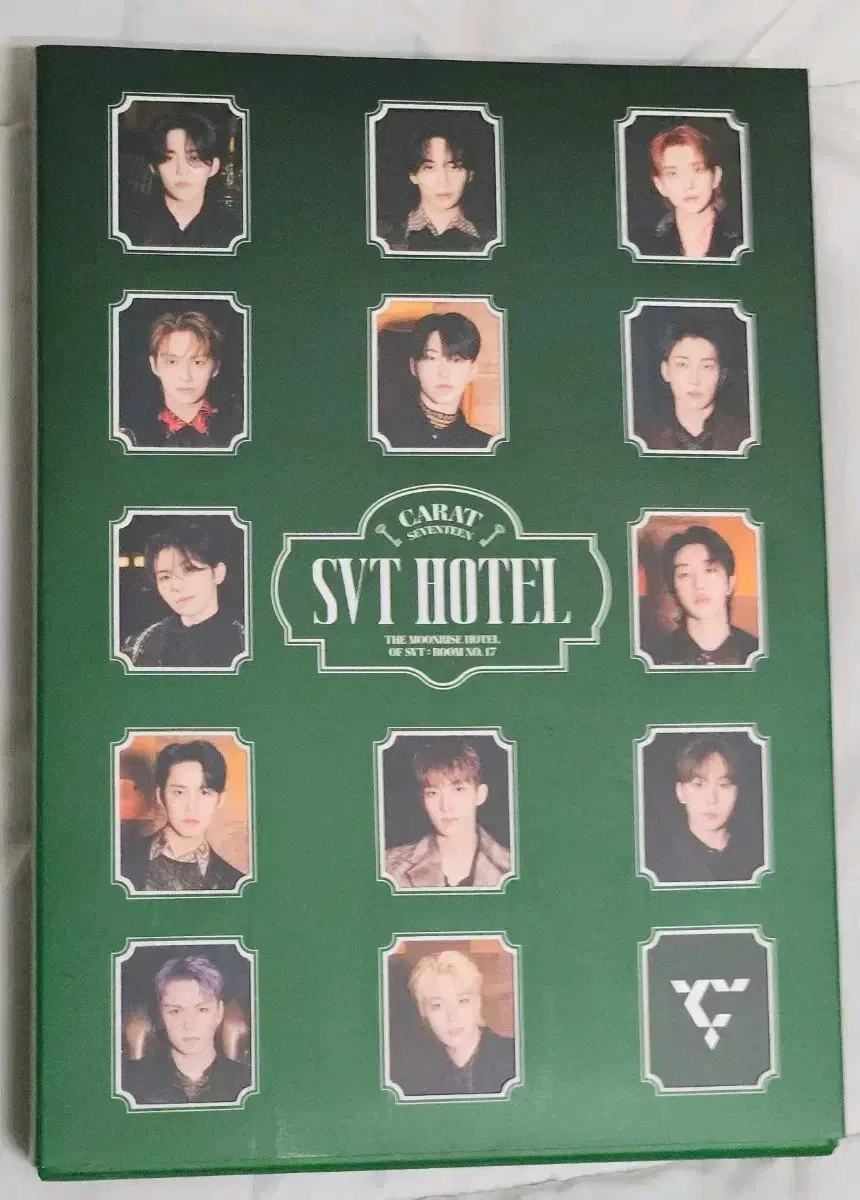 CARAT
SEVENTEEN
SVT HOTEL
THE MOONRISE HOTEL
OF SVT : ROOM NO. 17